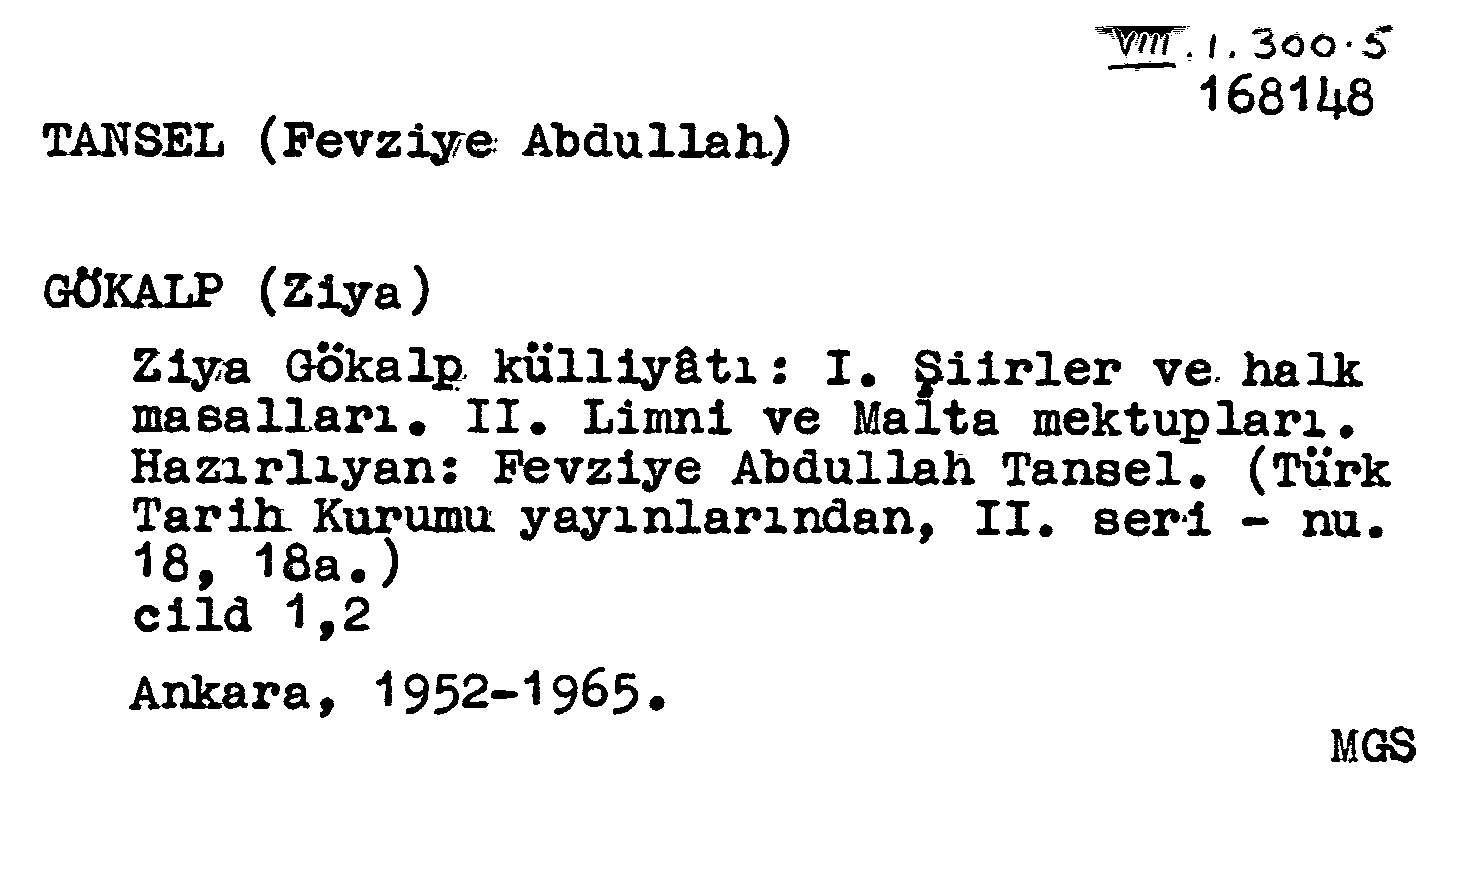 VIII.1.300.5
168148
TANSEL (Fevziye Abdullah)
GÖKALP (Ziya)
Ziya Gökalp külliyâtı: I. Şiirler ve halk
masalları. II. Limni ve Malta mektupları.
Hazırlıyan: Fevziye Abdullah Tansel. (Türk
Tarih Kurumu yayınlarından, II. seri - nu.
18, 18a.)
cild 1,2
Ankara, 1952-1965.
MGS